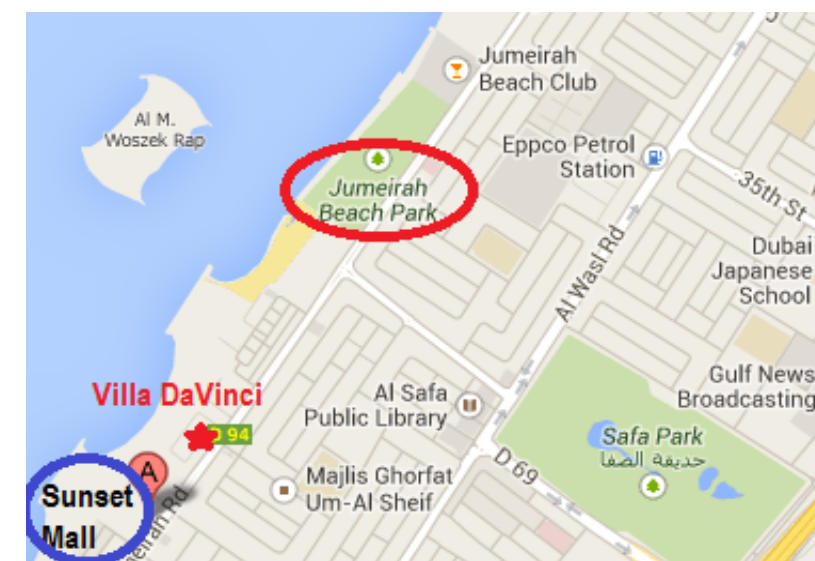 Jumeirah
Beach Club
Al M.
Woszek Rap
Eppco Petrol
Station
Jumeirah
Beach Park
35th St
Al Wasl Rd
Dubai
Japanese
School
Villa DaVinci
Al Safa
Public Library
Gulf News
Broadcasting
94
Safa Park
حديقة الصفا
D 69
Majlis Ghorfat
Um-Al Sheif
A
Sunset
Mall
Rd